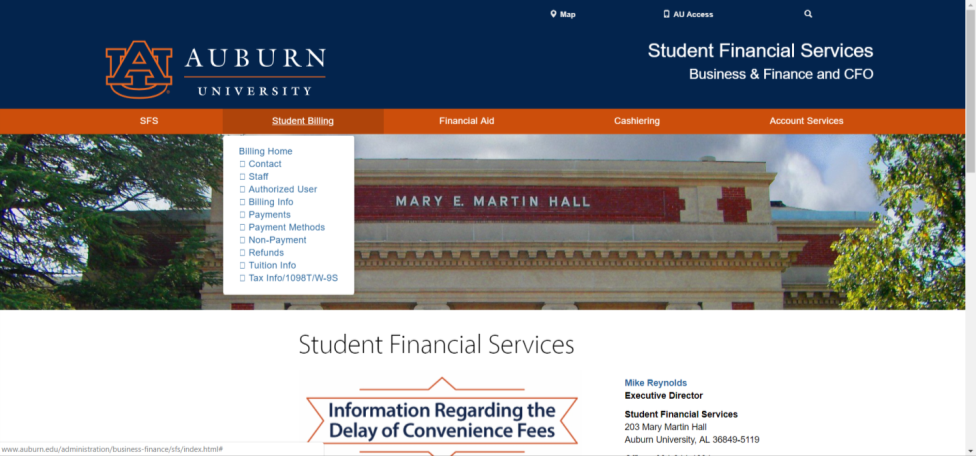 Map
AU Access
AUBURN
UNIVERSITY
Student Financial Services
Business & Finance and CFO
SFS
Student Billing
Financial Aid
Cashiering
Account Services
Billing Home
Contact
Staff
Authorized User
Billing Info
Payments
Payment Methods
Non-Payment
Refunds
Tuition Info
Tax Info/1098T/W-9S
MARY E. MARTIN HALL
Student Financial Services
Information Regarding the
Delay of Convenience Fees
Mike Reynolds
Executive Director
Student Financial Services
203 Mary Martin Hall
Auburn University, AL 36849-5119
www.auburn.edu/administration/business-finance/sfs/index.html#